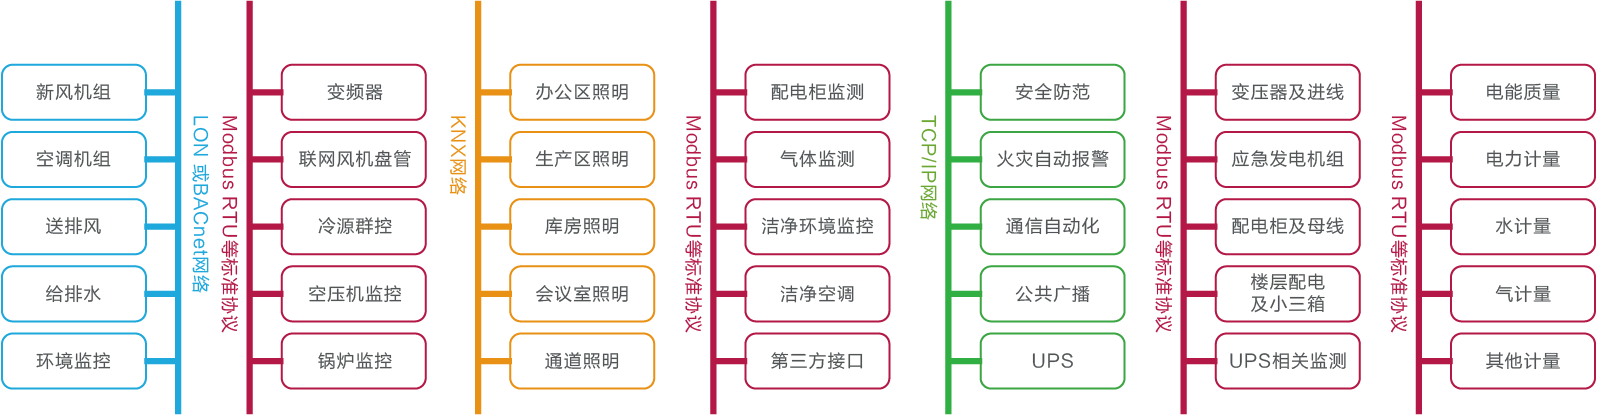 新风机组
空调机组
送排风
给排水
环境监控
LON 或BACnet网络
Modbus RTU等标准协议
变频器
联网风机盘管
冷源群控
空压机监控
锅炉监控
KNX网络
办公区照明
生产区照明
库房照明
会议室照明
通道照明
Modbus RTU等标准协议
配电柜监测
气体监测
洁净环境监控
洁净空调
第三方接口
TCP/IP网络
安全防范
火灾自动报警
通信自动化
公共广播
UPS
Modbus RTU等标准协议
变压器及进线
应急发电机组
配电柜及母线
楼层配电
及小三箱
UPS相关监测
Modbus RTU等标准协议
电能质量
电力计量
水计量
气计量
其他计量